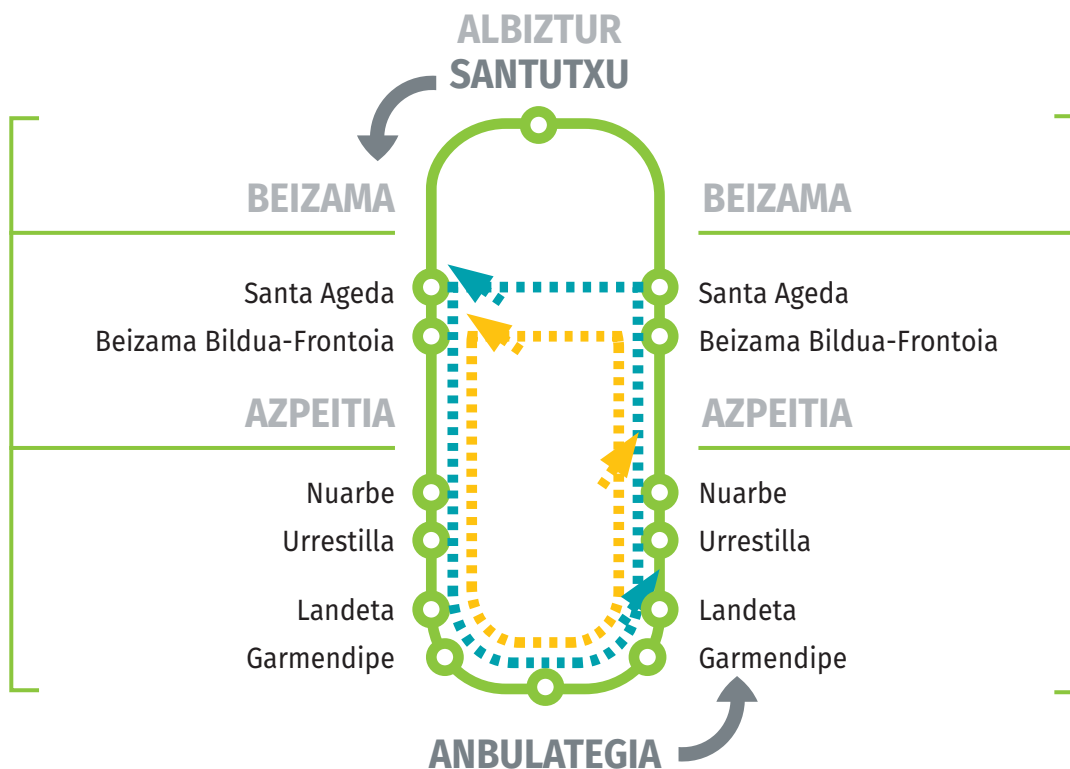 ALBIZTUR
SANTUTXU
BEIZAMA
Santa Ageda
Beizama Bildua-Frontoia
AZPEITIA
Nuarbe
Urrestilla
Landeta
Garmendipe
BEIZAMA
Santa Ageda
Beizama Bildua-Frontoia
AZPEITIA
Nuarbe
Urrestilla
Landeta
Garmendipe
ANBULATEGIA